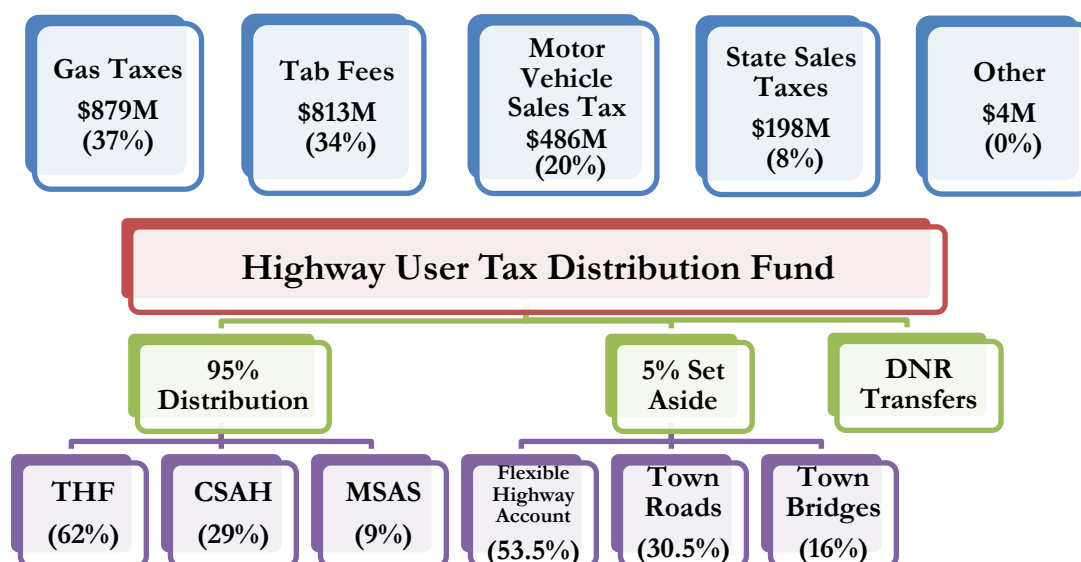 Gas Taxes
$879M
(37%)
Tab Fees
$813M
(34%)
Motor
Vehicle
Sales Tax
$486M
(20%)
State Sales
Taxes
$198M
(8%)
Other
$4M
(0%)
Highway User Tax Distribution Fund
95%
Distribution
5% Set
Aside
DNR
Transfers
THF
(62%)
CSAH
(29%)
MSAS
(9%)
Flexible
Highway
Account
(53.5%)
Town
Roads
(30.5%)
Town
Bridges
(16%)